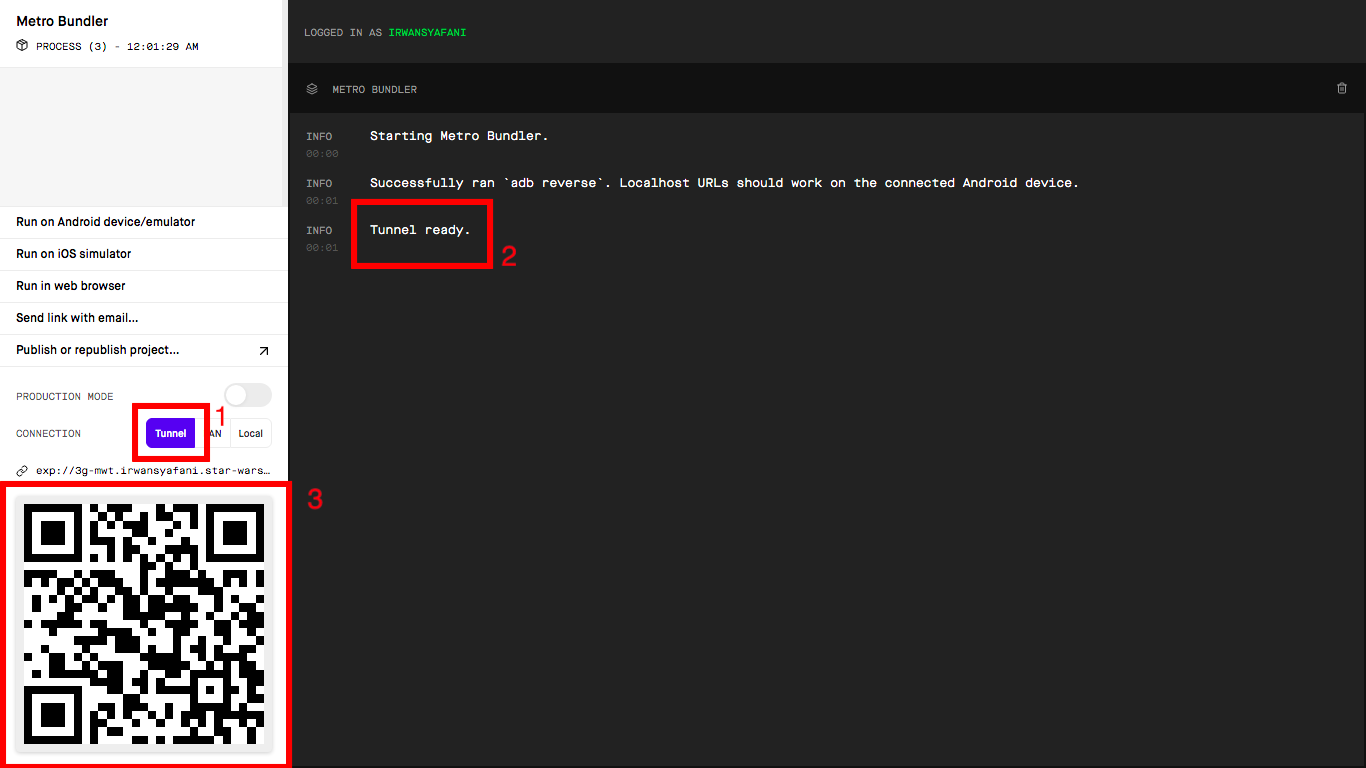 Metro Bundler
PROCESS (3) - 12:01:29 AM
Run on Android device/emulator
Run on iOS simulator
Run in web browser
Send link with email...
Publish or republish project...
PRODUCTION MODE
1
CONNECTION Tunnel AN Local
exp://3g-mwt.irwansyafani.star-wars…
3
LOGGED IN AS IRWANSYAFANI
METRO BUNDLER
INFO Starting Metro Bundler.
00:00
INFO Successfully ran `adb reverse`. Localhost URLs should work on the connected Android device.
00:01
INFO Tunnel ready.
00:01
2